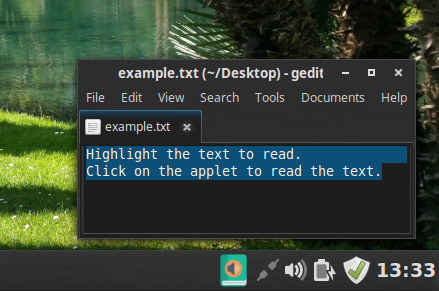 example.txt (~/Desktop) - gedit
File Edit View Search Tools Documents Help
example.txt
Highlight the text to read.
Click on the applet to read the text.
13:33